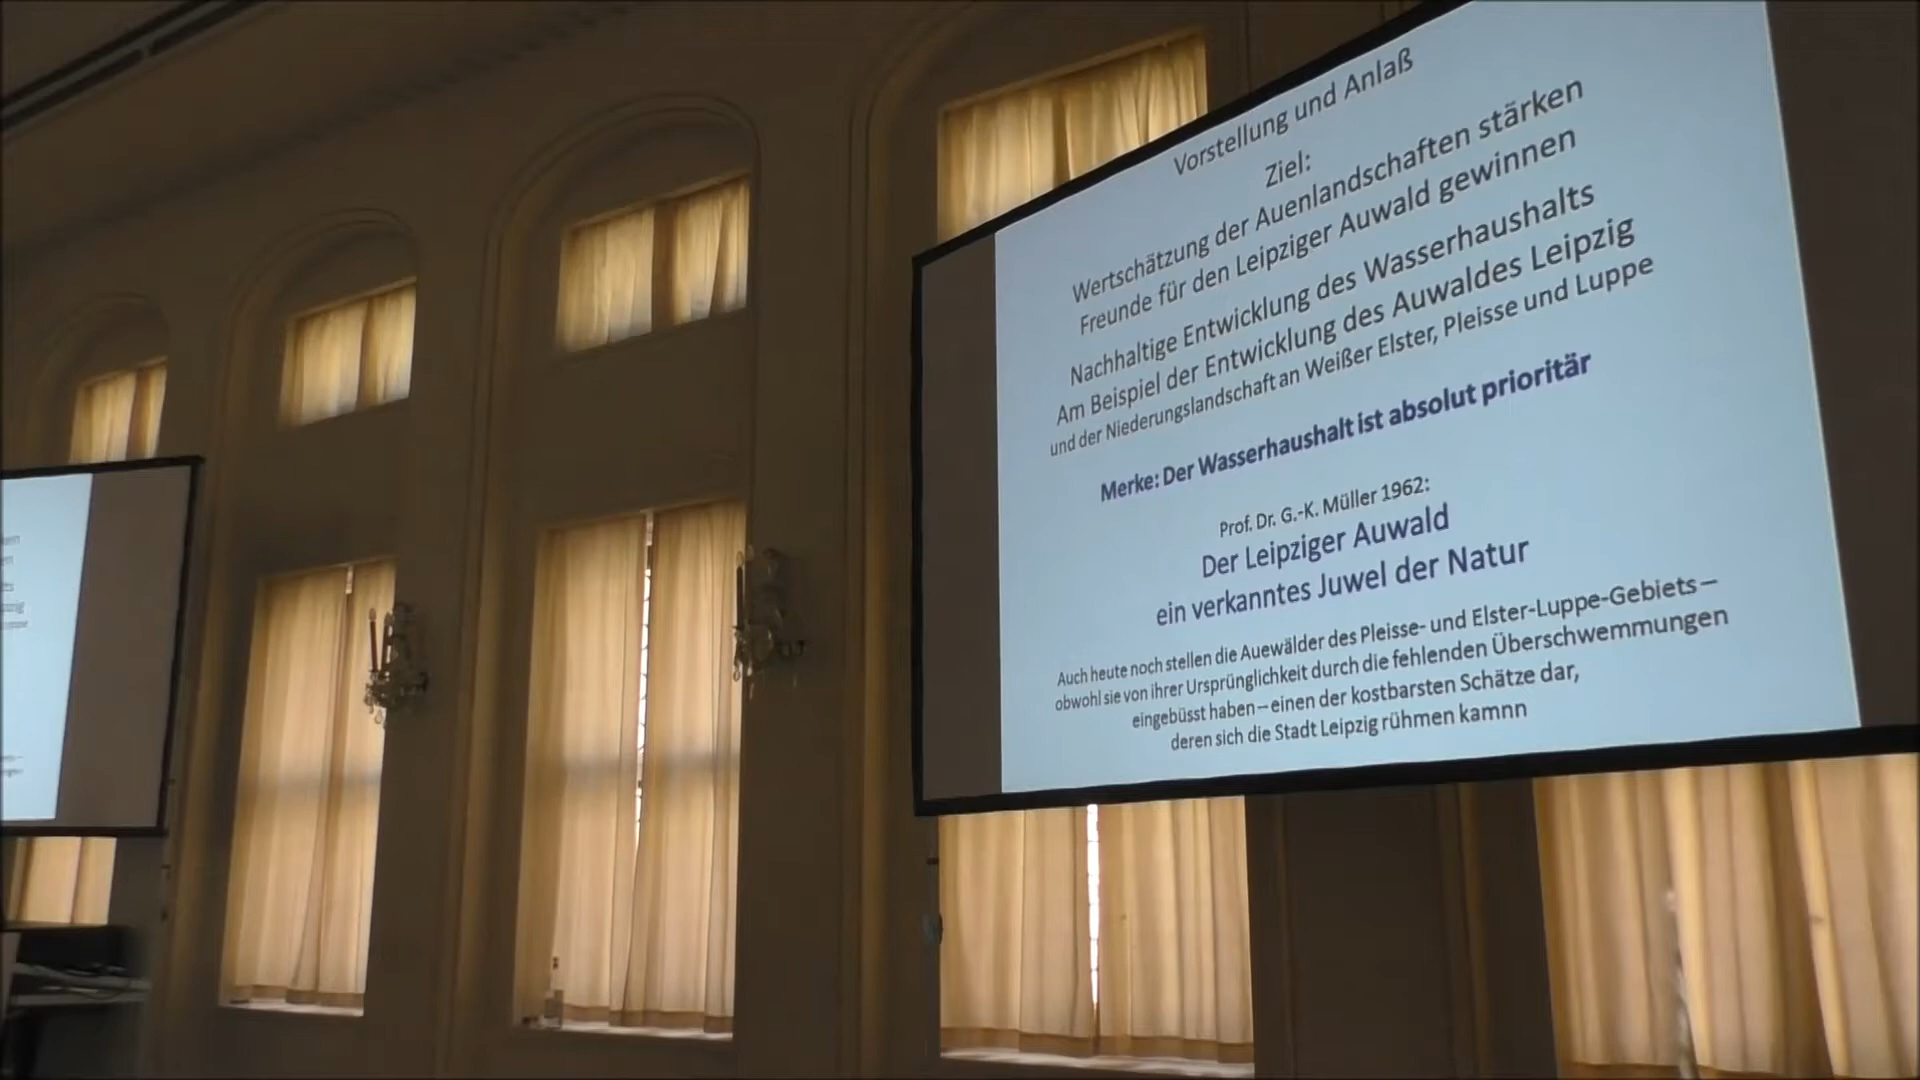 Vorstellung und Anlaß
Ziel:
Wertschätzung der Auenlandschaften stärken
Freunde für den Leipziger Auwald gewinnen
Nachhaltige Entwicklung des Wasserhaushalts
Am Beispiel der Entwicklung des Auwaldes Leipzig
und der Niederungslandschaft an Weißer Elster, Pleisse und Luppe
Merke: Der Wasserhaushalt ist absolut prioritär
Prof. Dr. G.-K. Müller 1962:
Der Leipziger Auwald
ein verkanntes Juwel der Natur
Auch heute noch stellen die Auewälder des Pleisse- und Elster-Luppe-Gebiets –
obwohl sie von ihrer Ursprünglichkeit durch die fehlenden Überschwemmungen
eingebüsst haben – einen der kostbarsten Schätze dar,
deren sich die Stadt Leipzig rühmen kamnn